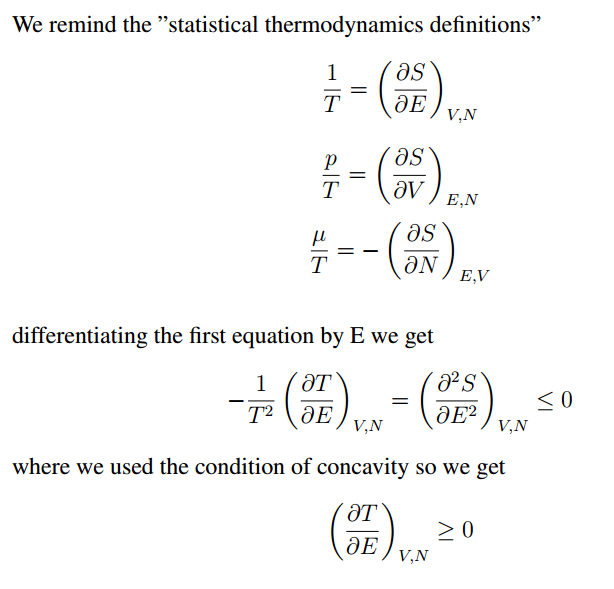 We remind the ”statistical thermodynamics definitions”
$\frac{1}{T} = \left(\frac{\partial S}{\partial E}\right)_{V,N}$
$\frac{p}{T} = \left(\frac{\partial S}{\partial V}\right)_{E,N}$
$\frac{\mu}{T} = -\left(\frac{\partial S}{\partial N}\right)_{E,V}$
differentiating the first equation by E we get
$-\frac{1}{T^2}\left(\frac{\partial T}{\partial E}\right)_{V,N} = \left(\frac{\partial^2 S}{\partial E^2}\right)_{V,N} \leq 0$
where we used the condition of concavity so we get
$\left(\frac{\partial T}{\partial E}\right)_{V,N} \geq 0$